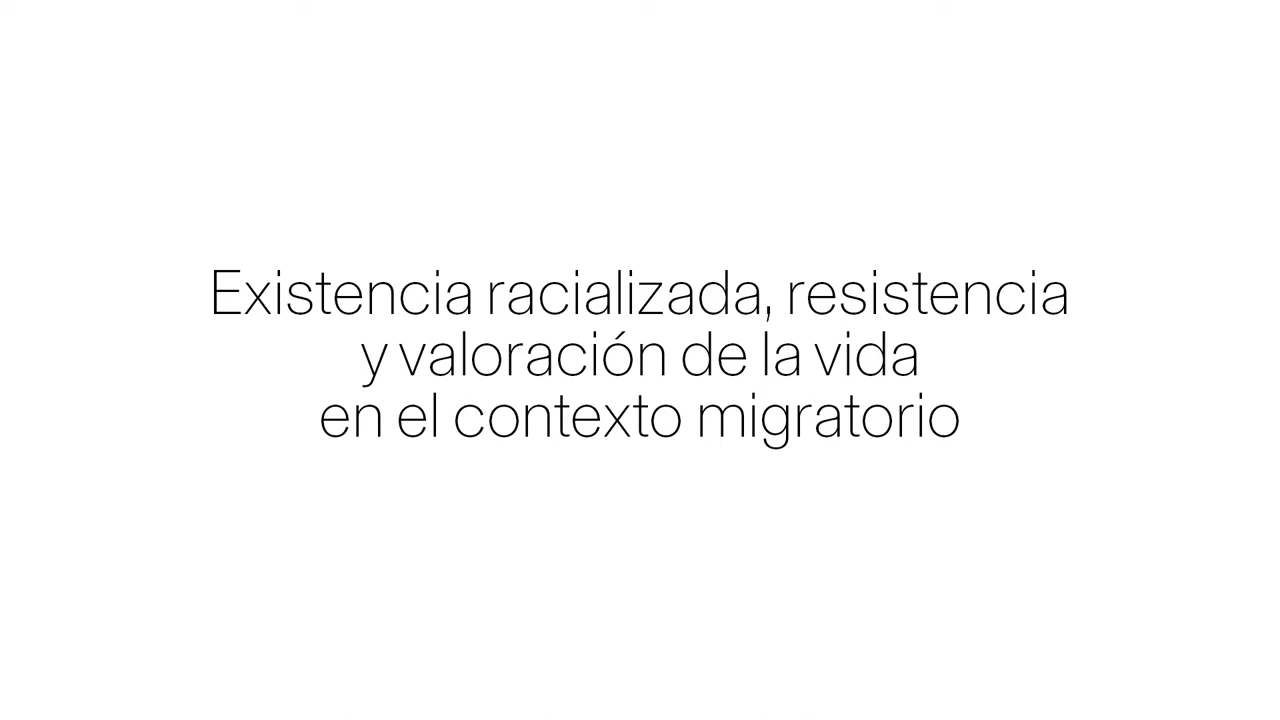 Existencia racializada, resistencia
y valoración de la vida
en el contexto migratorio